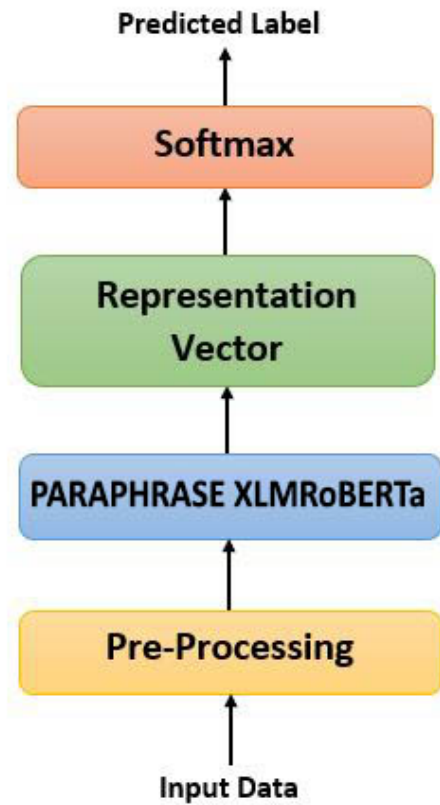 Predicted Label
Softmax
Representation
Vector
PARAPHRASE XLMRoBERTa
Pre-Processing
Input Data